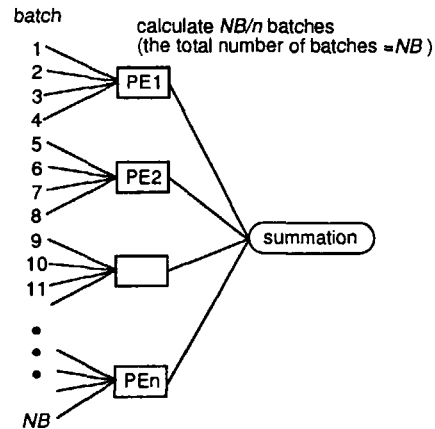 batch
calculate NB/n batches
(the total number of batches =NB )
1
2
3
4
PE1
5
6
7
8
PE2
9
10
11
summation
PEn
NB